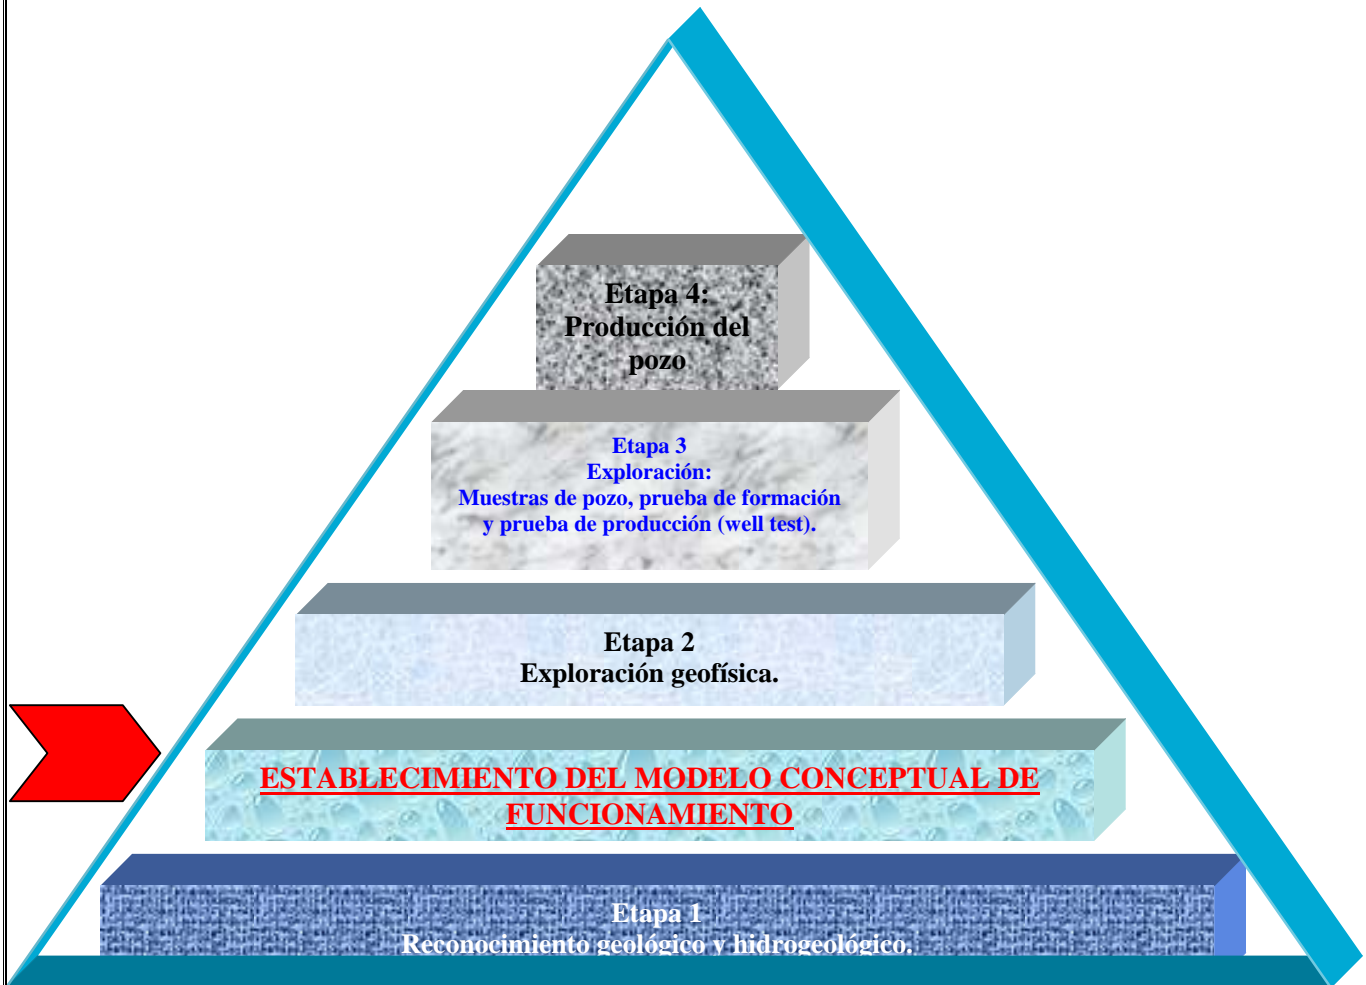 Etapa 4:
Producción del
pozo
Etapa 3
Exploración:
Muestras de pozo, prueba de formación
y prueba de producción (well test).
Etapa 2
Exploración geofísica.
ESTABLECIMIENTO DEL MODELO CONCEPTUAL DE
FUNCIONAMIENTO
Etapa 1
Reconocimiento geológico y hidrogeológico.